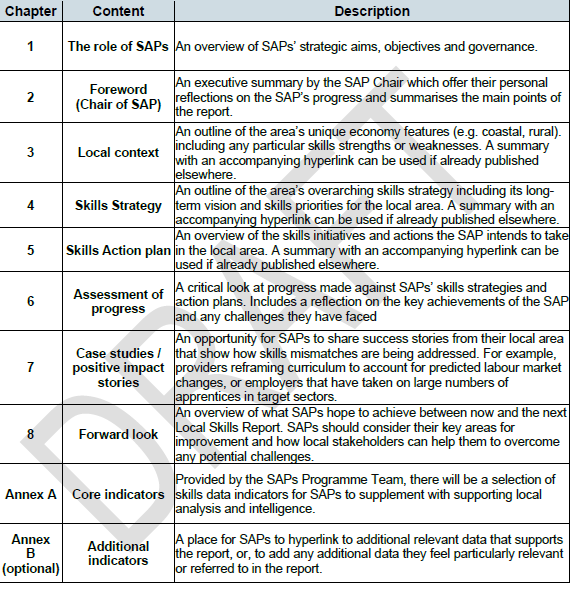 Chapter Content Description
1 The role of SAPs An overview of SAPs' strategic aims, objectives and governance.
2 Foreword (Chair of SAP) An executive summary by the SAP Chair which offer their personal
reflections on the SAP's progress and summarises the main points of
the report.
3 Local context An outline of the area's unique economy features (e.g. coastal, rural).
including any particular skills strengths or weaknesses. A summary
with an accompanying hyperlink can be used if already published
elsewhere.
4 Skills Strategy An outline of the area's overarching skills strategy including its long-
term vision and skills priorities for the local area. A summary with an
accompanying hyperlink can be used if already published elsewhere.
5 Skills Action plan An overview of the skills initiatives and actions the SAP intends to take
in the local area. A summary with an accompanying hyperlink can be
used if already published elsewhere.
6 Assessment of progress A critical look at progress made against SAPs' skills strategies and
action plans. Includes a reflection on the key achievements of the SAP
and any challenges they have faced
7 Case studies / positive impact stories An opportunity for SAPs to share success stories from their local area
that show how skills mismatches are being addressed. For example,
providers reframing curriculum to account for predicted labour market
changes, or employers that have taken on large numbers of
apprentices in target sectors.
8 Forward look An overview of what SAPs hope to achieve between now and the next
Local Skills Report. SAPs should consider their key areas for
improvement and how local stakeholders can help them to overcome
any potential challenges.
Annex A Core indicators Provided by the SAPs Programme Team, there will be a selection of
skills data indicators for SAPs to supplement with supporting local
analysis and intelligence.
Annex B (optional) Additional indicators A place for SAPs to hyperlink to additional relevant data that supports
the report, or, to add any additional data they feel particularly relevant
or referred to in the report.
DRAFT